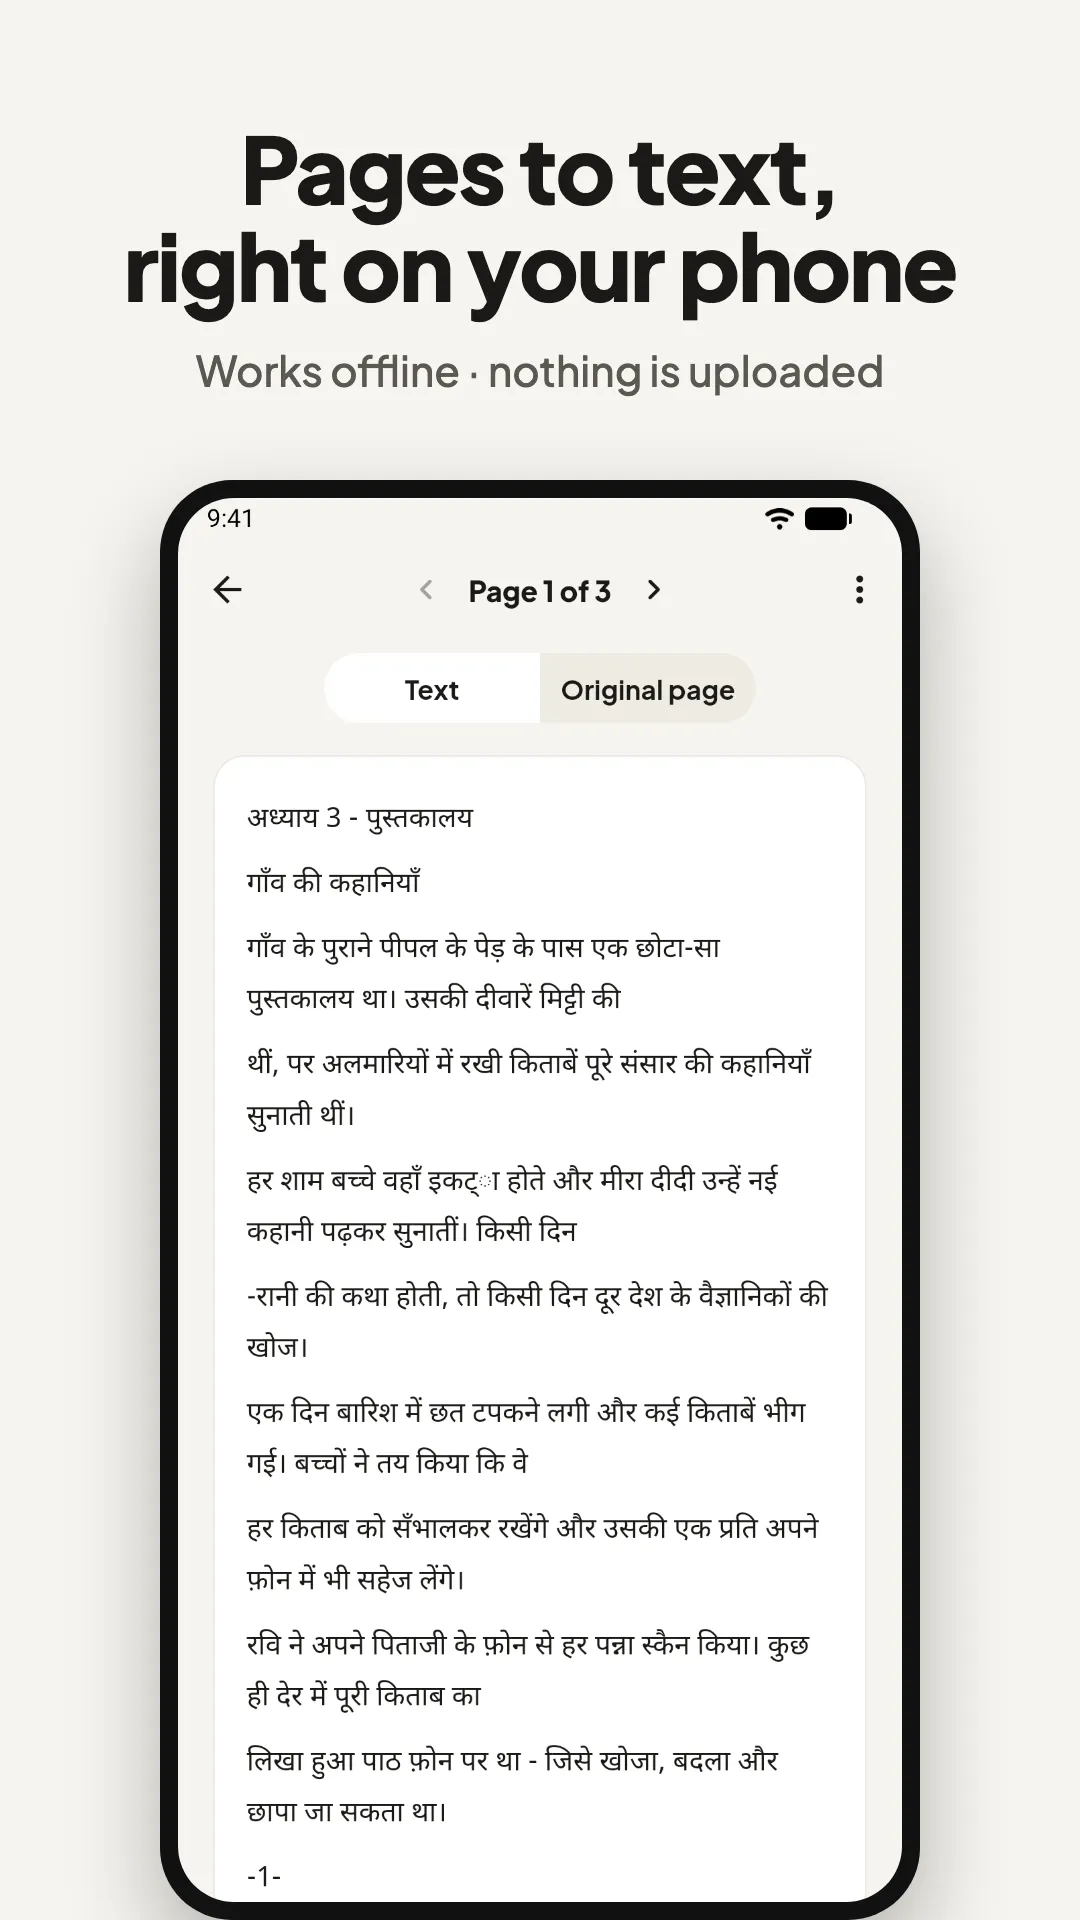 Pages to text,
right on your phone
Works offline · nothing is uploaded
9:41
Page 1 of 3
Text
Original page
अध्याय 3 - पुस्तकालय
गाँव की कहानियाँ
गाँव के पुराने पीपल के पेड़ के पास एक छोटा-सा
पुस्तकालय था। उसकी दीवारें मिट्टी की
थीं, पर अलमारियों में रखी किताबें पूरे संसार की कहानियाँ
सुनाती थीं।
हर शाम बच्चे वहाँ इकट्ा होते और मीरा दीदी उन्हें नई
कहानी पढ़कर सुनातीं। किसी दिन
-रानी की कथा होती, तो किसी दिन दूर देश के वैज्ञानिकों की
खोज।
एक दिन बारिश में छत टपकने लगी और कई किताबें भीग
गई। बच्चों ने तय किया कि वे
हर किताब को सँभालकर रखेंगे और उसकी एक प्रति अपने
फ़ोन में भी सहेज लेंगे।
रवि ने अपने पिताजी के फ़ोन से हर पन्ना स्कैन किया। कुछ
ही देर में पूरी किताब का
लिखा हुआ पाठ फ़ोन पर था - जिसे खोजा, बदला और
छापा जा सकता था।
-1-